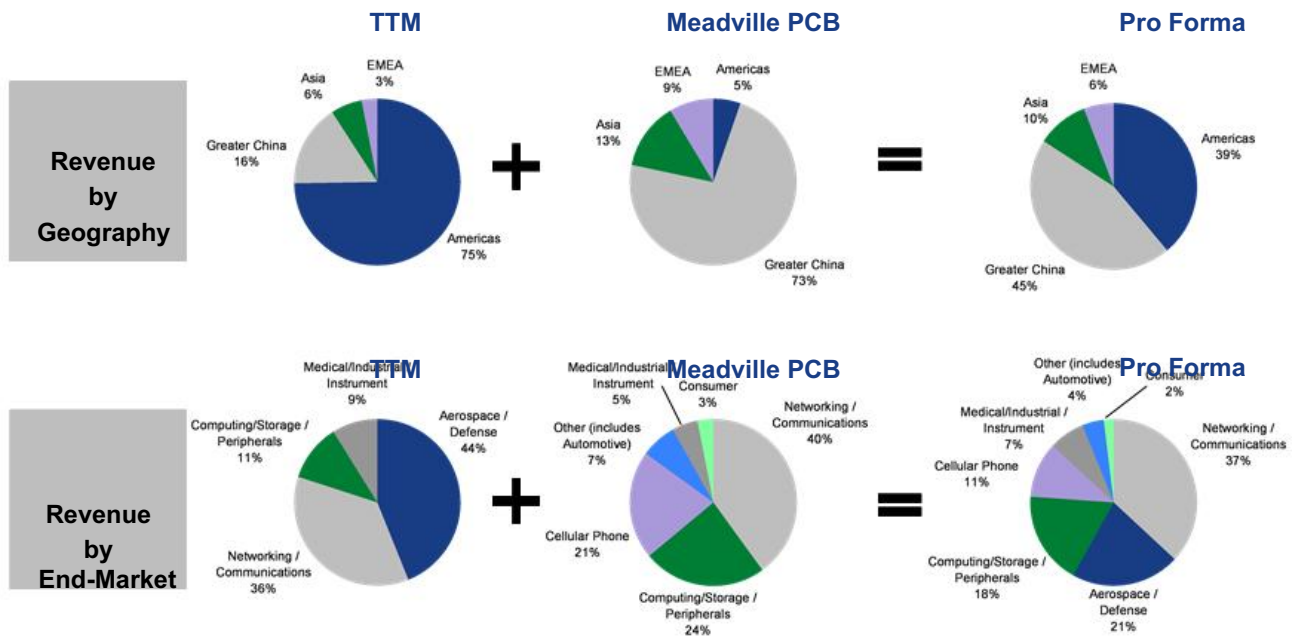 TTM
Meadville PCB
Pro Forma
Revenue
by
Geography
EMEA
3%
Asia
6%
Greater China
16%
Americas
75%
+
EMEA
9%
Americas
5%
Asia
13%
Greater China
73%
=
EMEA
6%
Asia
10%
Americas
39%
Greater China
45%
TTM
Meadville PCB
Pro Forma
Revenue
by
End-Market
Medical/Industrial /
Instrument
9%
Computing/Storage /
Peripherals
11%
Aerospace /
Defense
44%
Networking /
Communications
36%
+
Medical/Industrial/
Instrument
5%
Consumer
3%
Networking /
Communications
40%
Other (includes
Automotive)
7%
Cellular Phone
21%
Computing/Storage /
Peripherals
24%
=
Other (includes
Automotive)
4%
Consumer
2%
Medical/Industrial /
Instrument
7%
Networking /
Communications
37%
Cellular Phone
11%
Computing/Storage /
Peripherals
18%
Aerospace /
Defense
21%